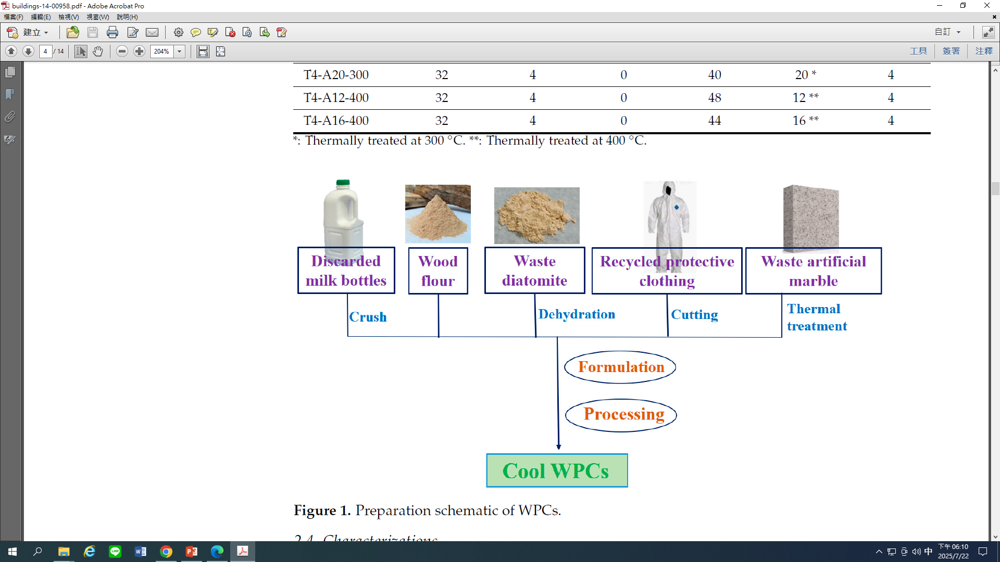 buildings-14-00958.pdf - Adobe Acrobat Pro
檔案(F) 編輯(E) 檢視(V) 視窗(W) 說明(H)
建立
自訂
4 / 14
204%
工具 簽署 注釋
T4-A20-300 32 4 0 40 20 * 4
T4-A12-400 32 4 0 48 12 ** 4
T4-A16-400 32 4 0 44 16 ** 4
*: Thermally treated at 300 °C. **: Thermally treated at 400 °C.
Discarded
milk bottles
Wood
flour
Waste
diatomite
Recycled protective
clothing
Waste artificial
marble
Crush
Dehydration
Cutting
Thermal
treatment
Formulation
Processing
Cool WPCs
Figure 1. Preparation schematic of WPCs.
2.4. Characterizations
中
下午 06:10
2025/7/22